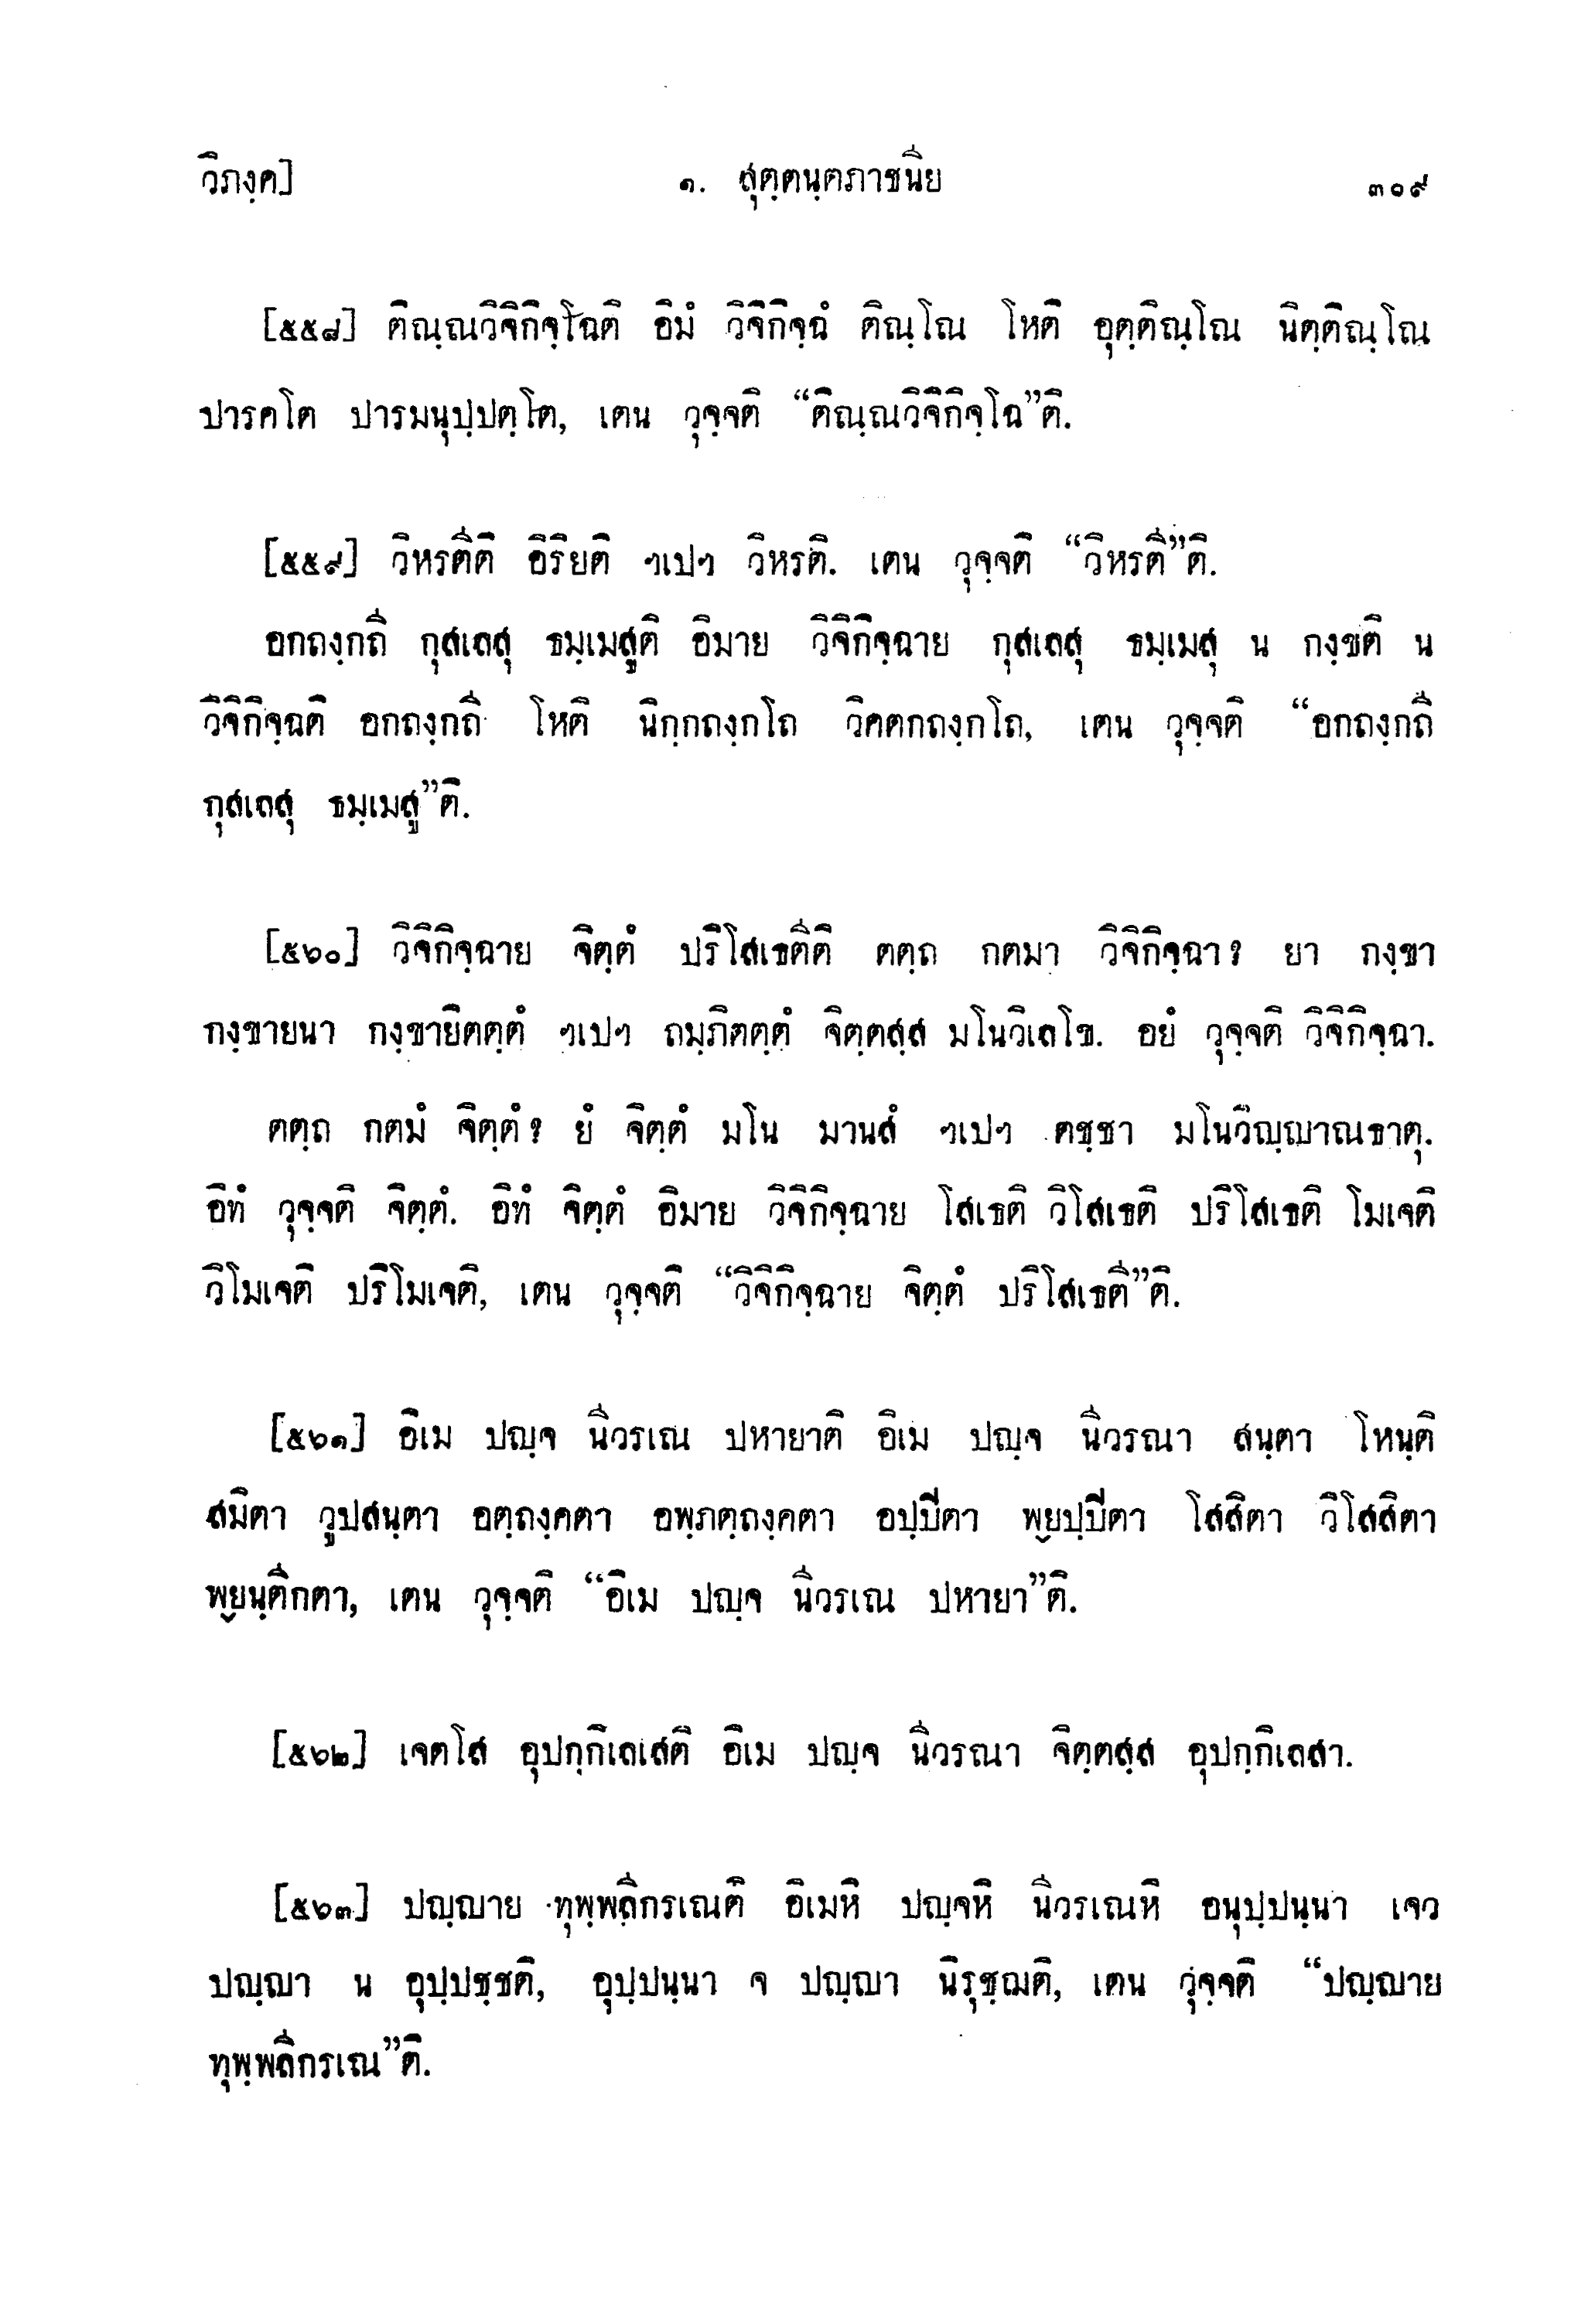 วิภงฺค]
๑. สุตฺตนฺตภาชนีย
๓๐๙
[๕๕๘] ติณฺณวิจิกิจฺโฉติ อิมํ วิจิกิจฺฉํ ติณฺโณ โหติ อุตฺติณฺโณ นิตฺติณฺโณ
ปารคโต ปารมนุปฺปตฺโต, เตน วุจฺจติ “ติณฺณวิจิกิจฺโฉ”ติ.
[๕๕๙] วิหรตีติ อิริยติ ฯเปฯ วิหรติ. เตน วุจฺจติ “วิหรตี”ติ.
อกถงฺกถี กุสเลสุ ธมฺเมสูติ อิมาย วิจิกิจฺฉาย กุสเลสุ ธมฺเมสุ น กงฺขติ น
วิจิกิจฺฉติ อกถงฺกถี โหติ นิกฺกถงฺกโถ วิคตกถงฺกโถ, เตน วุจฺจติ “อกถงฺกถี
กุสเลสุ ธมฺเมสู”ติ.
[๕๖๐] วิจิกิจฺฉาย จิตฺตํ ปริโสเธตีติ ตตฺถ กตมา วิจิกิจฺฉา? ยา กงฺขา
กงฺขายนา กงฺขายิตตฺตํ ฯเปฯ ถมฺภิตตฺตํ จิตฺตสฺส มโนวิเลโข. อยํ วุจฺจติ วิจิกิจฺฉา.
ตตฺถ กตมํ จิตฺตํ? ยํ จิตฺตํ มโน มานสํ ฯเปฯ ตชฺชา มโนวิญฺญาณธาตุ.
อิทํ วุจฺจติ จิตฺตํ. อิทํ จิตฺตํ อิมาย วิจิกิจฺฉาย โสเธติ วิโสเธติ ปริโสเธติ โมเจติ
วิโมเจติ ปริโมเจติ, เตน วุจฺจติ “วิจิกิจฺฉาย จิตฺตํ ปริโสเธตี”ติ.
[๕๖๑] อิเม ปญฺจ นีวรเณ ปหายาติ อิเม ปญฺจ นีวรณา สนฺตา โหนฺติ
สมิตา วูปสนฺตา อตฺถงฺคตา อพฺภตฺถงฺคตา อปฺปีตา พฺยปฺปีตา โสสิตา วิโสสิตา
พฺยนฺตีกตา, เตน วุจฺจติ “อิเม ปญฺจ นีวรเณ ปหายา”ติ.
[๕๖๒] เจตโส อุปกฺกิเลเสติ อิเม ปญฺจ นีวรณา จิตฺตสฺส อุปกฺกิเลสา.
[๕๖๓] ปญฺญาย ทุพฺพลีกรเณติ อิเมหิ ปญฺจหิ นีวรเณหิ อนุปฺปนฺนา เจว
ปญฺญา น อุปฺปชฺชติ, อุปฺปนฺนา จ ปญฺญา นิรุชฺฌติ, เตน วุจฺจติ “ปญฺญาย
ทุพฺพลีกรเณ”ติ.